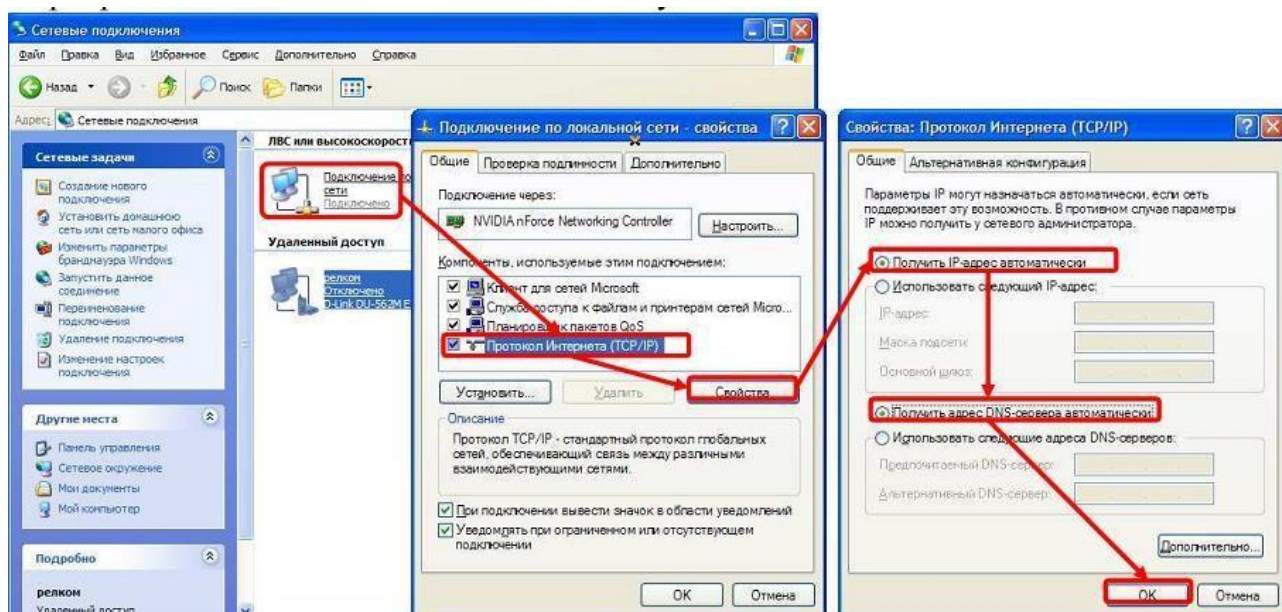 Сетевые подключения
Файл Правка Вид Избранное Сервис Дополнительно Справка
Назад Поиск Папки
Адрес: Сетевые подключения
Сетевые задачи
Создание нового
подключения
Установить домашнюю
сеть или сеть малого офиса
Изменить параметры
брандмауэра Windows
Запустить данное
соединение
Переименование
подключения
Удаление подключения
Изменение настроек
подключения
Другие места
Панель управления
Сетевое окружение
Мои документы
Мой компьютер
Подробно
релком
Удаленный доступ
ЛВС или высокоскорост
Подключение по
сети
Подключено
Удаленный доступ
релком
Отключено
D-Link DU-562M E
Подключение по локальной сети - свойства
Общие Проверка подлинности Дополнительно
Подключение через:
NVIDIA nForce Networking Controller
Настроить...
Компоненты, используемые этим подключением:
Клиент для сетей Microsoft
Служба доступа к файлам и принтерам сетей Micro...
Планировщик пакетов QoS
Протокол Интернета (TCP/IP)
Установить... Удалить Свойства
Описание
Протокол TCP/IP - стандартный протокол глобальных
сетей, обеспечивающий связь между различными
взаимодействующими сетями.
При подключении вывести значок в области уведомлений
Уведомлять при ограниченном или отсутствующем
подключении
OK Отмена
Свойства: Протокол Интернета (TCP/IP)
Общие Альтернативная конфигурация
Параметры IP могут назначаться автоматически, если сеть
поддерживает эту возможность. В противном случае параметры
IP можно получить у сетевого администратора.
Получить IP-адрес автоматически
Использовать следующий IP-адрес:
IP-адрес:
Маска подсети:
Основной шлюз:
Получить адрес DNS-сервера автоматически
Использовать следующие адреса DNS-серверов:
Предпочитаемый DNS-сервер:
Альтернативный DNS-сервер:
Дополнительно...
OK Отмена